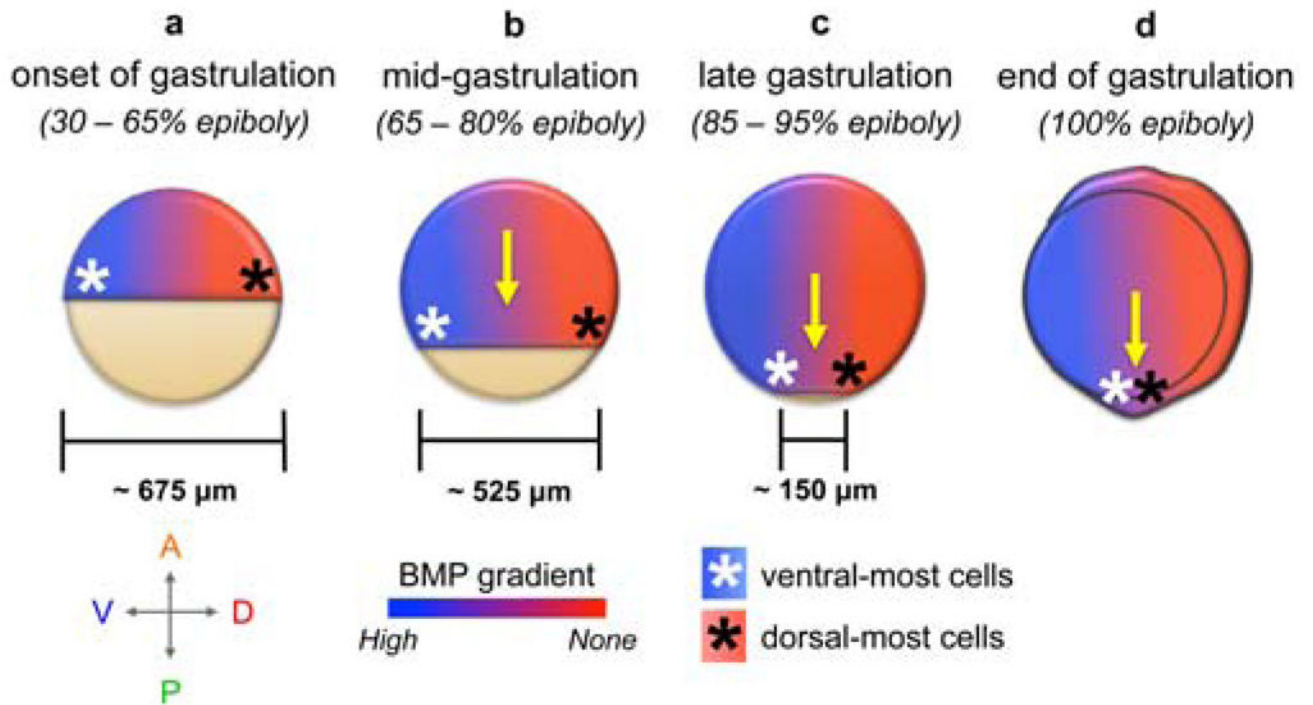 a
onset of gastrulation
(30 – 65% epiboly)
b
mid-gastrulation
(65 – 80% epiboly)
c
late gastrulation
(85 – 95% epiboly)
d
end of gastrulation
(100% epiboly)
~ 675 µm
~ 525 µm
~ 150 µm
A
V D
P
BMP gradient
High None
ventral-most cells
dorsal-most cells